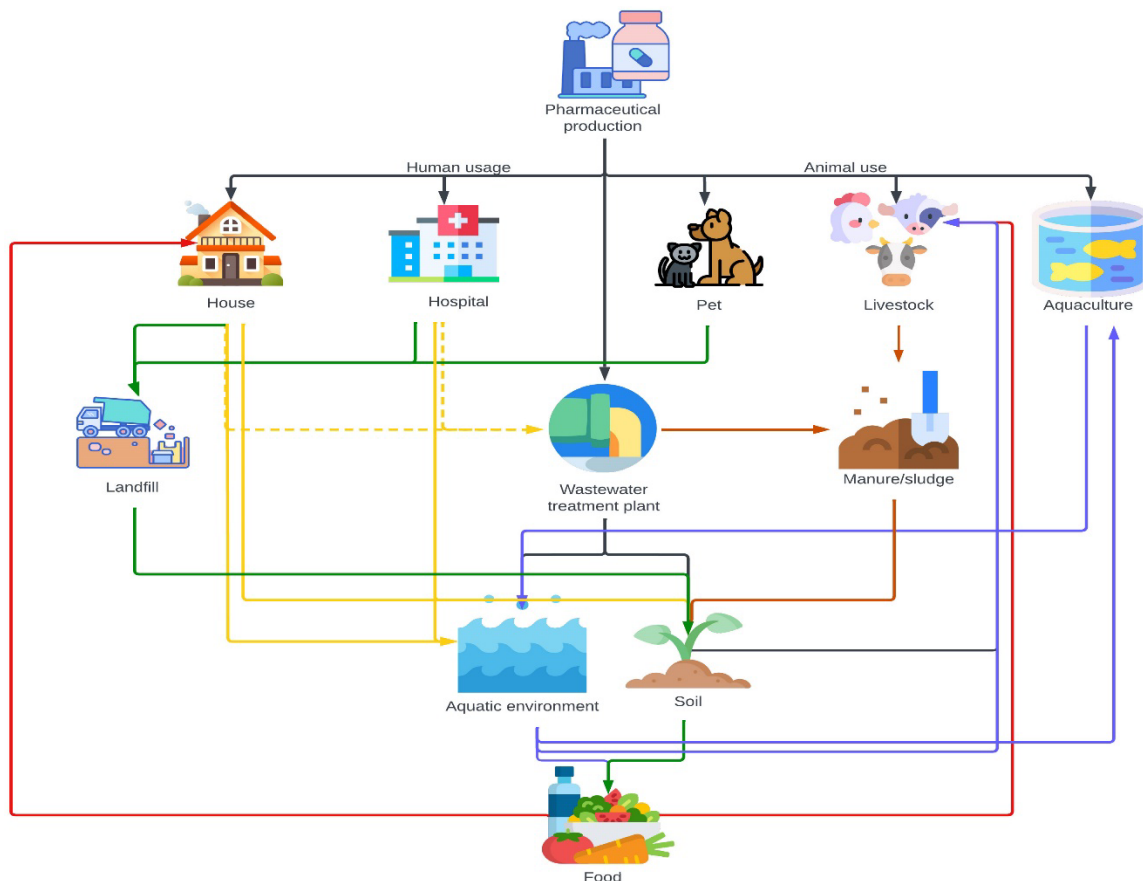 Pharmaceutical
production
Human usage
Animal use
House
Hospital
Pet
Livestock
Aquaculture
Landfill
Wastewater
treatment plant
Manure/sludge
Aquatic environment
Soil
Food